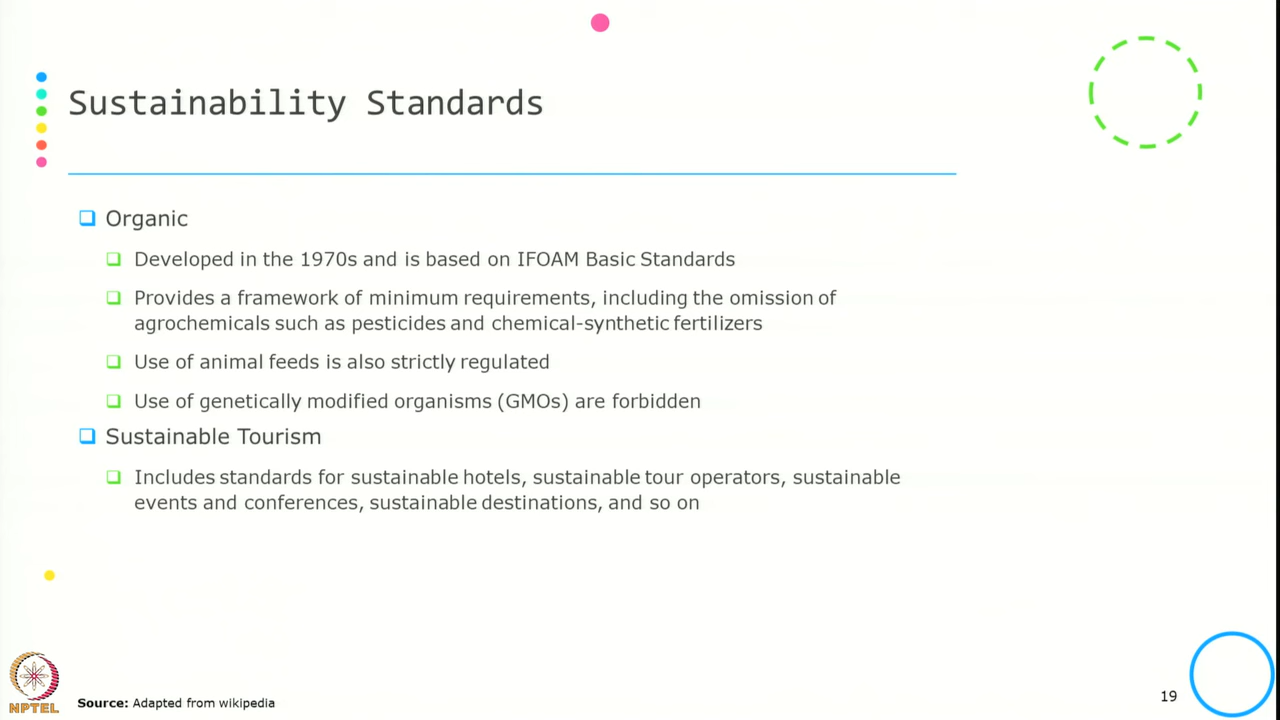 Sustainability Standards
Organic
Developed in the 1970s and is based on IFOAM Basic Standards
Provides a framework of minimum requirements, including the omission of
agrochemicals such as pesticides and chemical-synthetic fertilizers
Use of animal feeds is also strictly regulated
Use of genetically modified organisms (GMOs) are forbidden
Sustainable Tourism
Includes standards for sustainable hotels, sustainable tour operators, sustainable
events and conferences, sustainable destinations, and so on
NPTEL
Source: Adapted from wikipedia
19